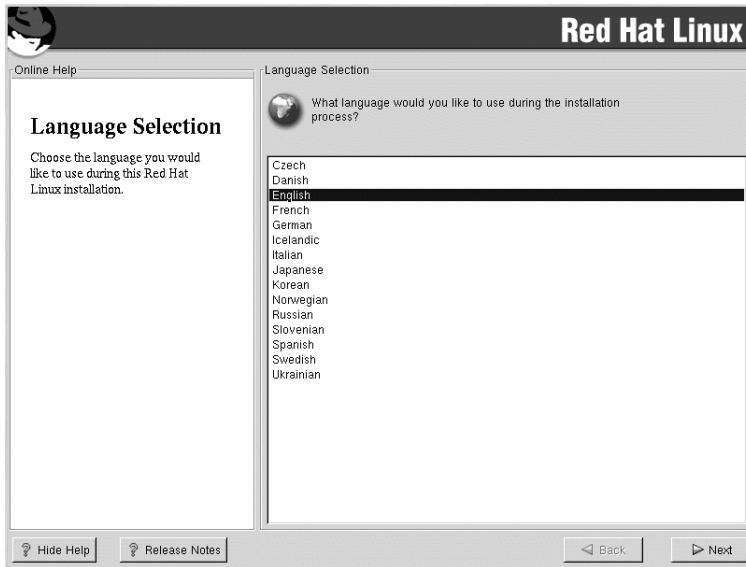 Red Hat Linux
Online Help
Language Selection
Choose the language you would
like to use during this Red Hat
Linux installation.
Language Selection
What language would you like to use during the installation
process?
Czech
Danish
English
French
German
Icelandic
Italian
Japanese
Korean
Norwegian
Russian
Slovenian
Spanish
Swedish
Ukrainian
Hide Help
Release Notes
Back
Next